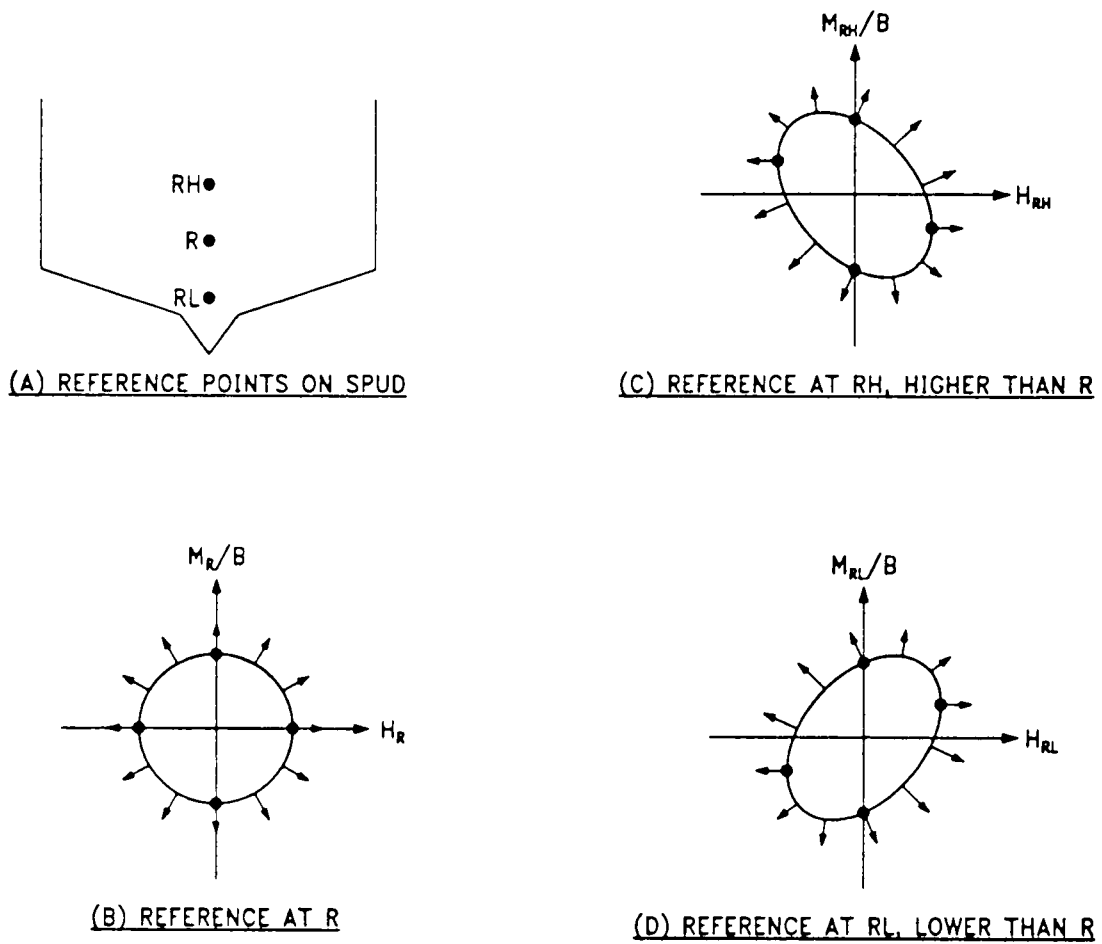 RH
R
RL
(A) REFERENCE POINTS ON SPUD
M_RH/B
H_RH
(C) REFERENCE AT RH, HIGHER THAN R
M_R/B
H_R
(B) REFERENCE AT R
M_RL/B
H_RL
(D) REFERENCE AT RL, LOWER THAN R